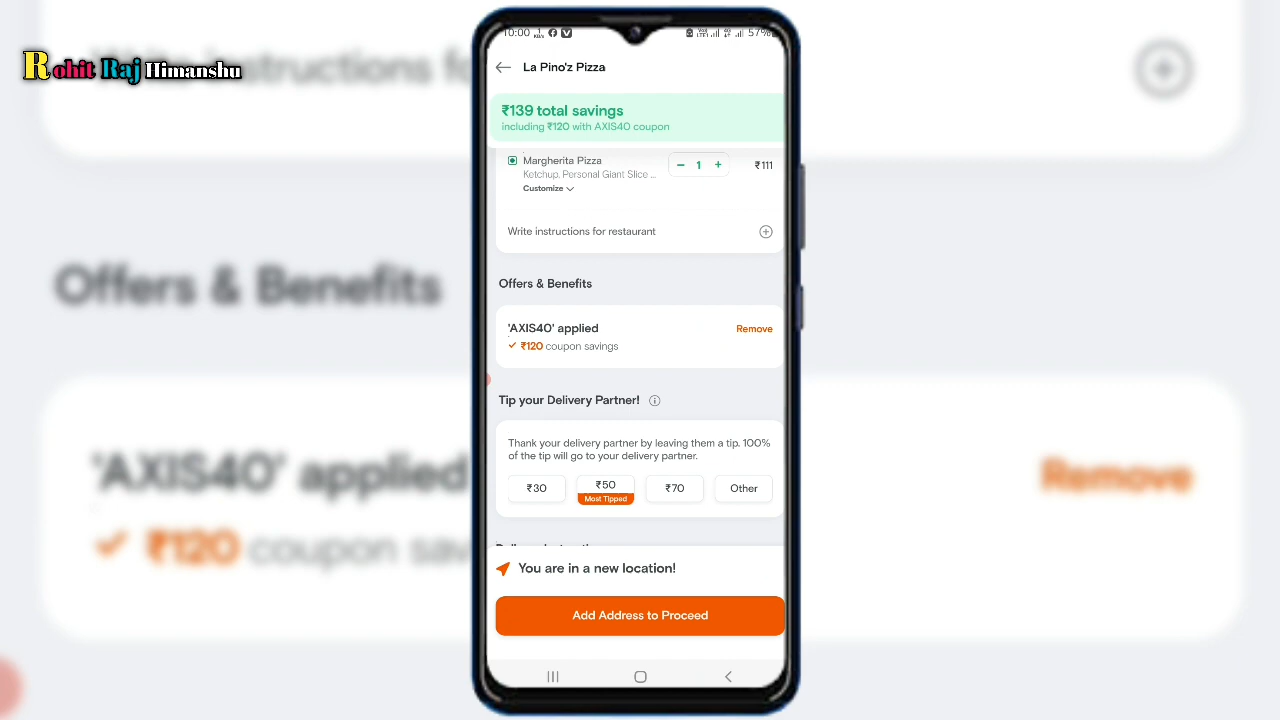 Rohit Raj Himanshu
Write instructions fo
Offers & Benefits
'AXIS40' applied
₹120 coupon sav
Remove
10:00
57%
La Pino'z Pizza
₹139 total savings
including ₹120 with AXIS40 coupon
Margherita Pizza
1
₹111
Ketchup, Personal Giant Slice ...
Customize
Write instructions for restaurant
Offers & Benefits
'AXIS40' applied
Remove
₹120 coupon savings
Tip your Delivery Partner!
Thank your delivery partner by leaving them a tip. 100%
of the tip will go to your delivery partner.
₹30
₹50
Most Tipped
₹70
Other
You are in a new location!
Add Address to Proceed